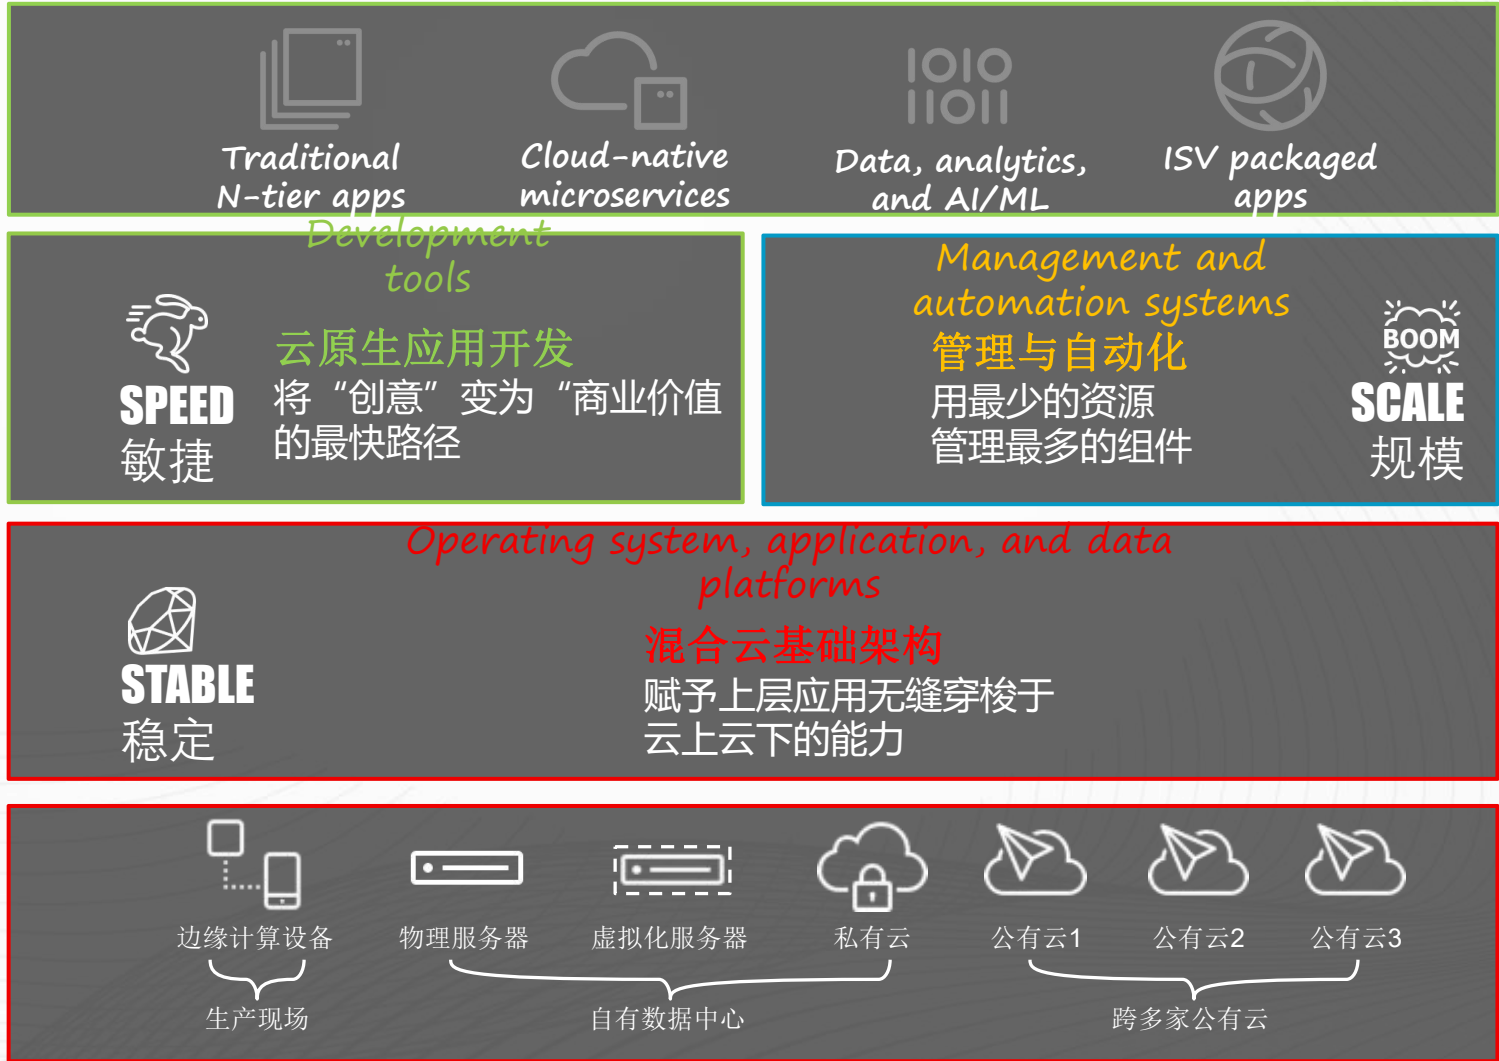 1010
11011
Traditional
N-tier apps
Cloud-native
microservices
Data, analytics,
and AI/ML
ISV packaged
apps
Development
tools
云原生应用开发
将“创意”变为“商业价值
的最快路径
SPEED
敏捷
Management and
automation systems
管理与自动化
用最少的资源
管理最多的组件
BOOM
SCALE
规模
Operating system, application, and data
platforms
混合云基础架构
赋予上层应用无缝穿梭于
云上云下的能力
STABLE
稳定
边缘计算设备
物理服务器
虚拟化服务器
私有云
公有云1
公有云2
公有云3
生产现场
自有数据中心
跨多家公有云